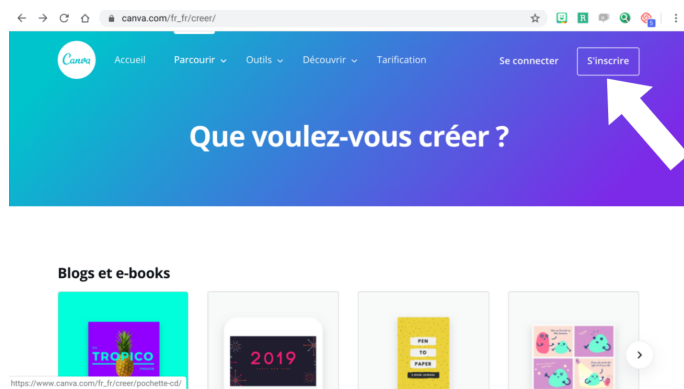 canva.com/fr_fr/creer/
Canva
Accueil
Parcourir
Outils
Découvrir
Tarification
Se connecter
S'inscrire
Que voulez-vous créer ?
Blogs et e-books
TROPICO
2019
PEN
TO
PAPER
https://www.canva.com/fr_fr/creer/pochette-cd/